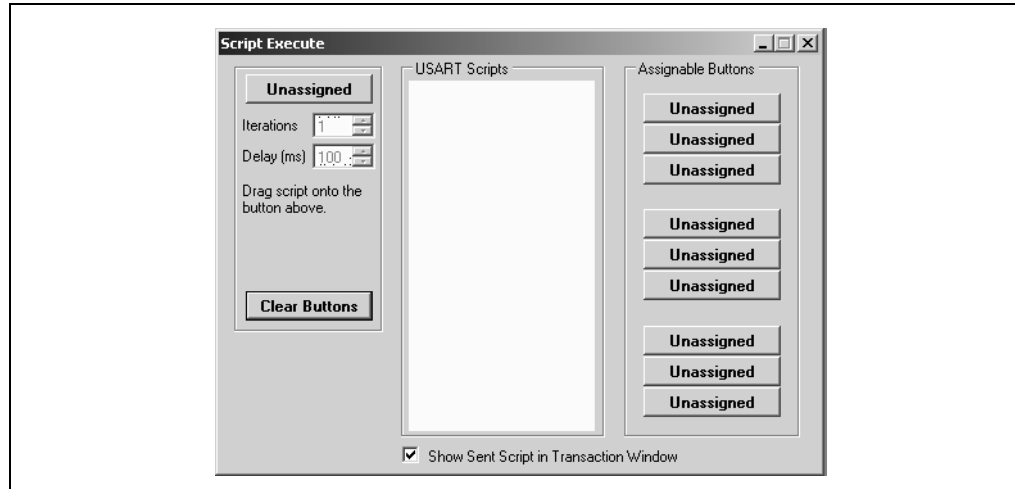 Script Execute
Unassigned
Iterations 1
Delay (ms) 100
Drag script onto the
button above.
Clear Buttons
USART Scripts
Assignable Buttons
Unassigned
Unassigned
Unassigned
Unassigned
Unassigned
Unassigned
Unassigned
Unassigned
Unassigned
Show Sent Script in Transaction Window